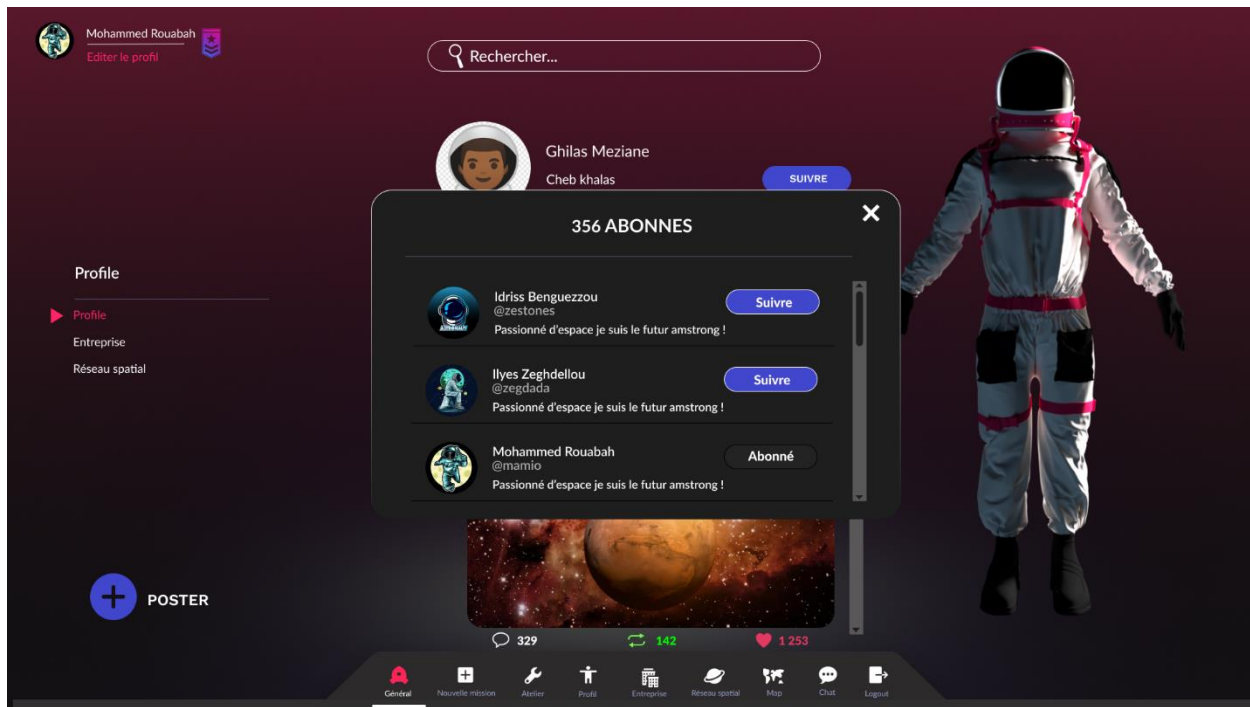 Mohammed Rouabah
Editer le profil
Rechercher...
Ghilas Meziane
Cheb khalas
SUIVRE
356 ABONNES
Profile
Profile
Entreprise
Réseau spatial
Idriss Benguezzou
@zestones
Passionné d'espace je suis le futur amstrong !
Suivre
Ilyes Zeghdellou
@zegdada
Passionné d'espace je suis le futur amstrong !
Suivre
Mohammed Rouabah
@mamio
Passionné d'espace je suis le futur amstrong !
Abonné
POSTER
329
142
1 253
Général
Nouvelle mission
Atelier
Profil
Entreprise
Réseau spatial
Map
Chat
Logout